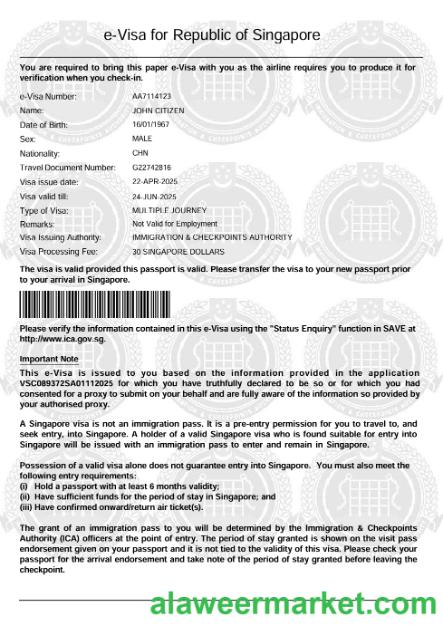 e-Visa for Republic of Singapore
You are required to bring this paper e-Visa with you as the airline requires you to produce it for
verification when you check-in.
e-Visa Number: AA7114123
Name: JOHN CITIZEN
Date of Birth: 16/01/1967
Sex: MALE
Nationality: CHN
Travel Document Number: G22742816
Visa issue date: 22-APR-2025
Visa valid till: 24-JUN-2025
Type of Visa: MULTIPLE JOURNEY
Remarks: Not Valid for Employment
Visa Issuing Authority: IMMIGRATION & CHECKPOINTS AUTHORITY
Visa Processing Fee: 30 SINGAPORE DOLLARS
The visa is valid provided this passport is valid. Please transfer the visa to your new passport prior
to your arrival in Singapore.
Please verify the information contained in this e-Visa using the "Status Enquiry" function in SAVE at
http://www.ica.gov.sg.
Important Note
This e-Visa is issued to you based on the information provided in the application
VSC089372SA01112025 for which you have truthfully declared to be so or for which you had
consented for a proxy to submit on your behalf and are fully aware of the information so provided by
your authorised proxy.
A Singapore visa is not an immigration pass. It is a pre-entry permission for you to travel to, and
seek entry, into Singapore. A holder of a valid Singapore visa who is found suitable for entry into
Singapore will be issued with an immigration pass to enter and remain in Singapore.
Possession of a valid visa alone does not guarantee entry into Singapore. You must also meet the
following entry requirements:
(i) Hold a passport with at least 6 months validity;
(ii) Have sufficient funds for the period of stay in Singapore; and
(iii) Have confirmed onward/return air ticket(s).
The grant of an immigration pass to you will be determined by the Immigration & Checkpoints
Authority (ICA) officers at the point of entry. The period of stay granted is shown on the visit pass
endorsement given on your passport and it is not tied to the validity of this visa. Please check your
passport for the arrival endorsement and take note of the period of stay granted before leaving the
checkpoint.
alaweermarket.com